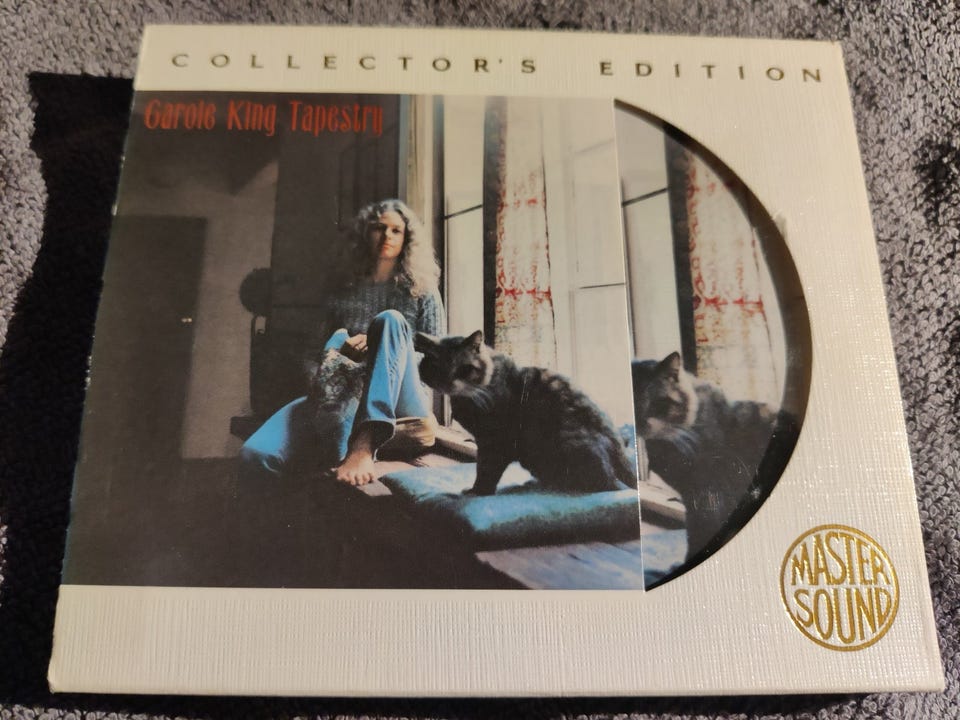 COLLECTOR'S EDITION
Carole King Tapestry
MASTER
SOUND